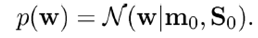 p(𝐰) = 𝒩(𝐰|𝐦₀, 𝐒₀).